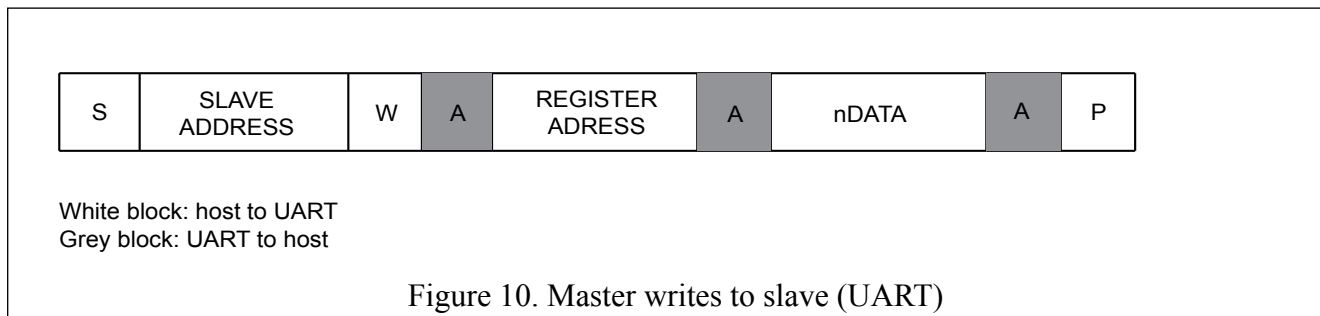 S SLAVE ADDRESS W A REGISTER ADRESS A nDATA A P
White block: host to UART
Grey block: UART to host
Figure 10. Master writes to slave (UART)